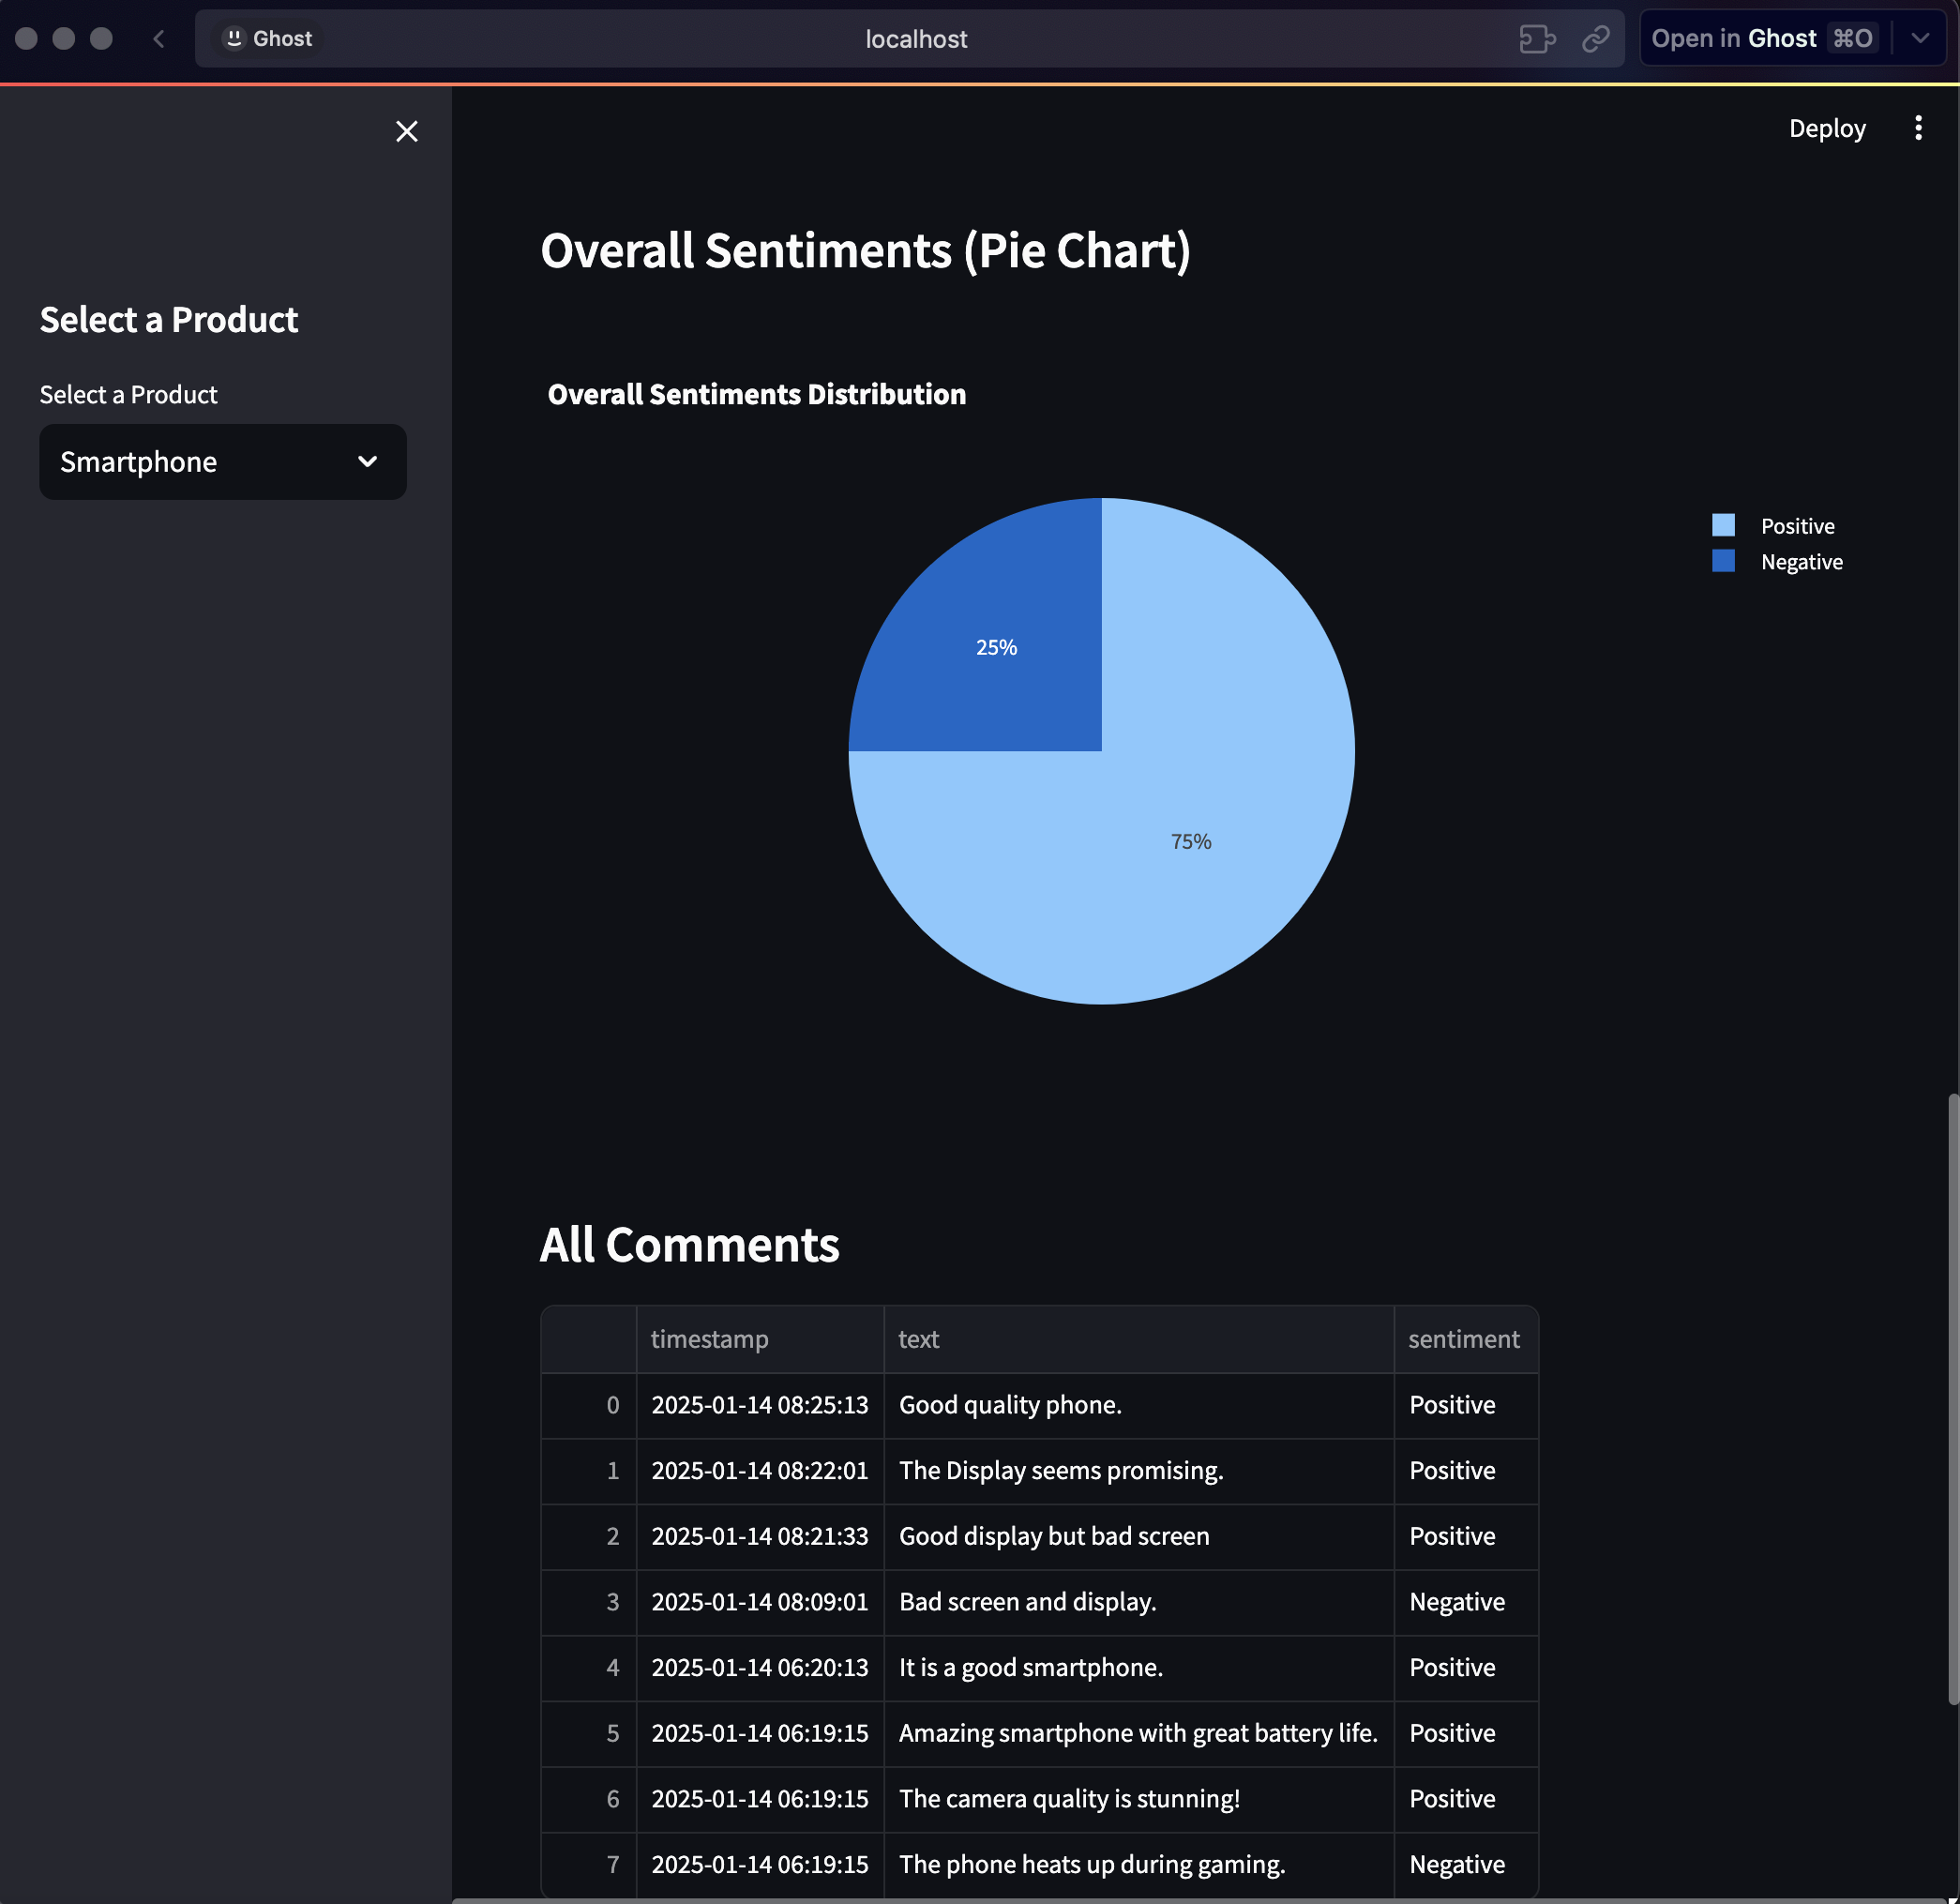 Ghost
localhost
Open in Ghost ⌘O
Deploy
Select a Product
Select a Product
Smartphone
Overall Sentiments (Pie Chart)
Overall Sentiments Distribution
Positive
Negative
25%
75%
All Comments
timestamp text sentiment
0 2025-01-14 08:25:13 Good quality phone. Positive
1 2025-01-14 08:22:01 The Display seems promising. Positive
2 2025-01-14 08:21:33 Good display but bad screen Positive
3 2025-01-14 08:09:01 Bad screen and display. Negative
4 2025-01-14 06:20:13 It is a good smartphone. Positive
5 2025-01-14 06:19:15 Amazing smartphone with great battery life. Positive
6 2025-01-14 06:19:15 The camera quality is stunning! Positive
7 2025-01-14 06:19:15 The phone heats up during gaming. Negative